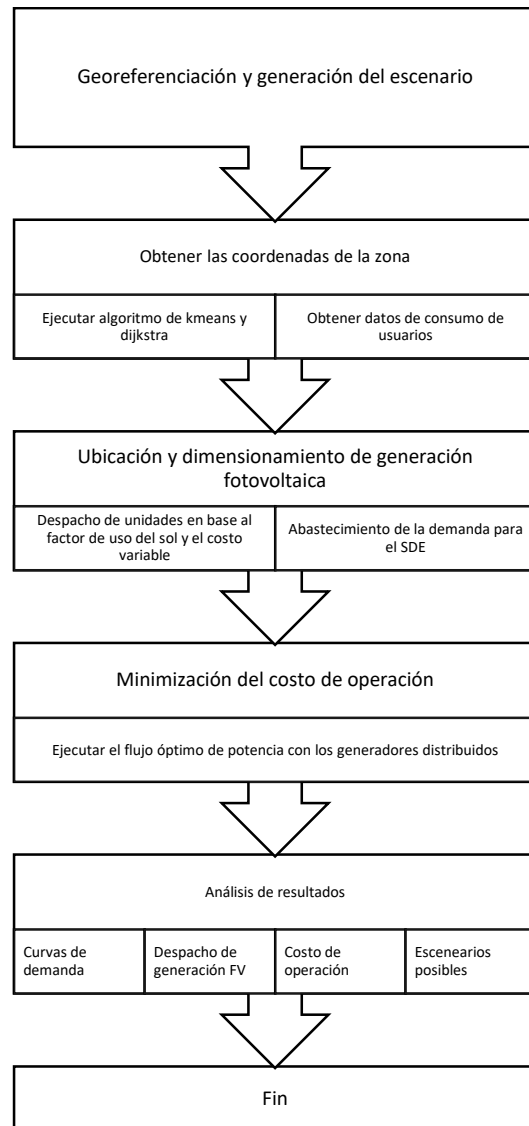 Georeferenciación y generación del escenario
Obtener las coordenadas de la zona
Ejecutar algoritmo de kmeans y
dijkstra
Obtener datos de consumo de
usuarios
Ubicación y dimensionamiento de generación
fotovoltaica
Despacho de unidades en base al
factor de uso del sol y el costo
variable
Abastecimiento de la demanda para
el SDE
Minimización del costo de operación
Ejecutar el flujo óptimo de potencia con los generadores distribuidos
Análisis de resultados
Curvas de
demanda
Despacho de
generación FV
Costo de
operación
Escenearios
posibles
Fin